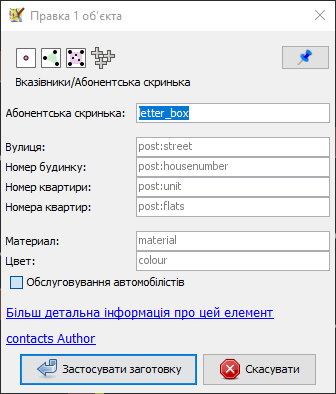 Правка 1 об'єкта
Вказівники/Абонентська скринька
Абонентська скринька: letter_box
Вулиця: post:street
Номер будинку: post:housenumber
Номер квартири: post:unit
Номера квартир: post:flats
Материал: material
Цвет: colour
Обслуговування автомобілістів
Більш детальна інформація про цей елемент
contacts Author
Застосувати заготовку Скасувати